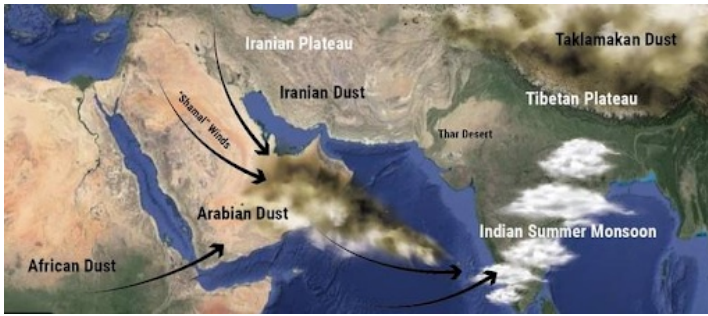 Iranian Plateau
Taklamakan Dust
Iranian Dust
Tibetan Plateau
"Shamal" Winds
Thar Desert
Arabian Dust
Indian Summer Monsoon
African Dust